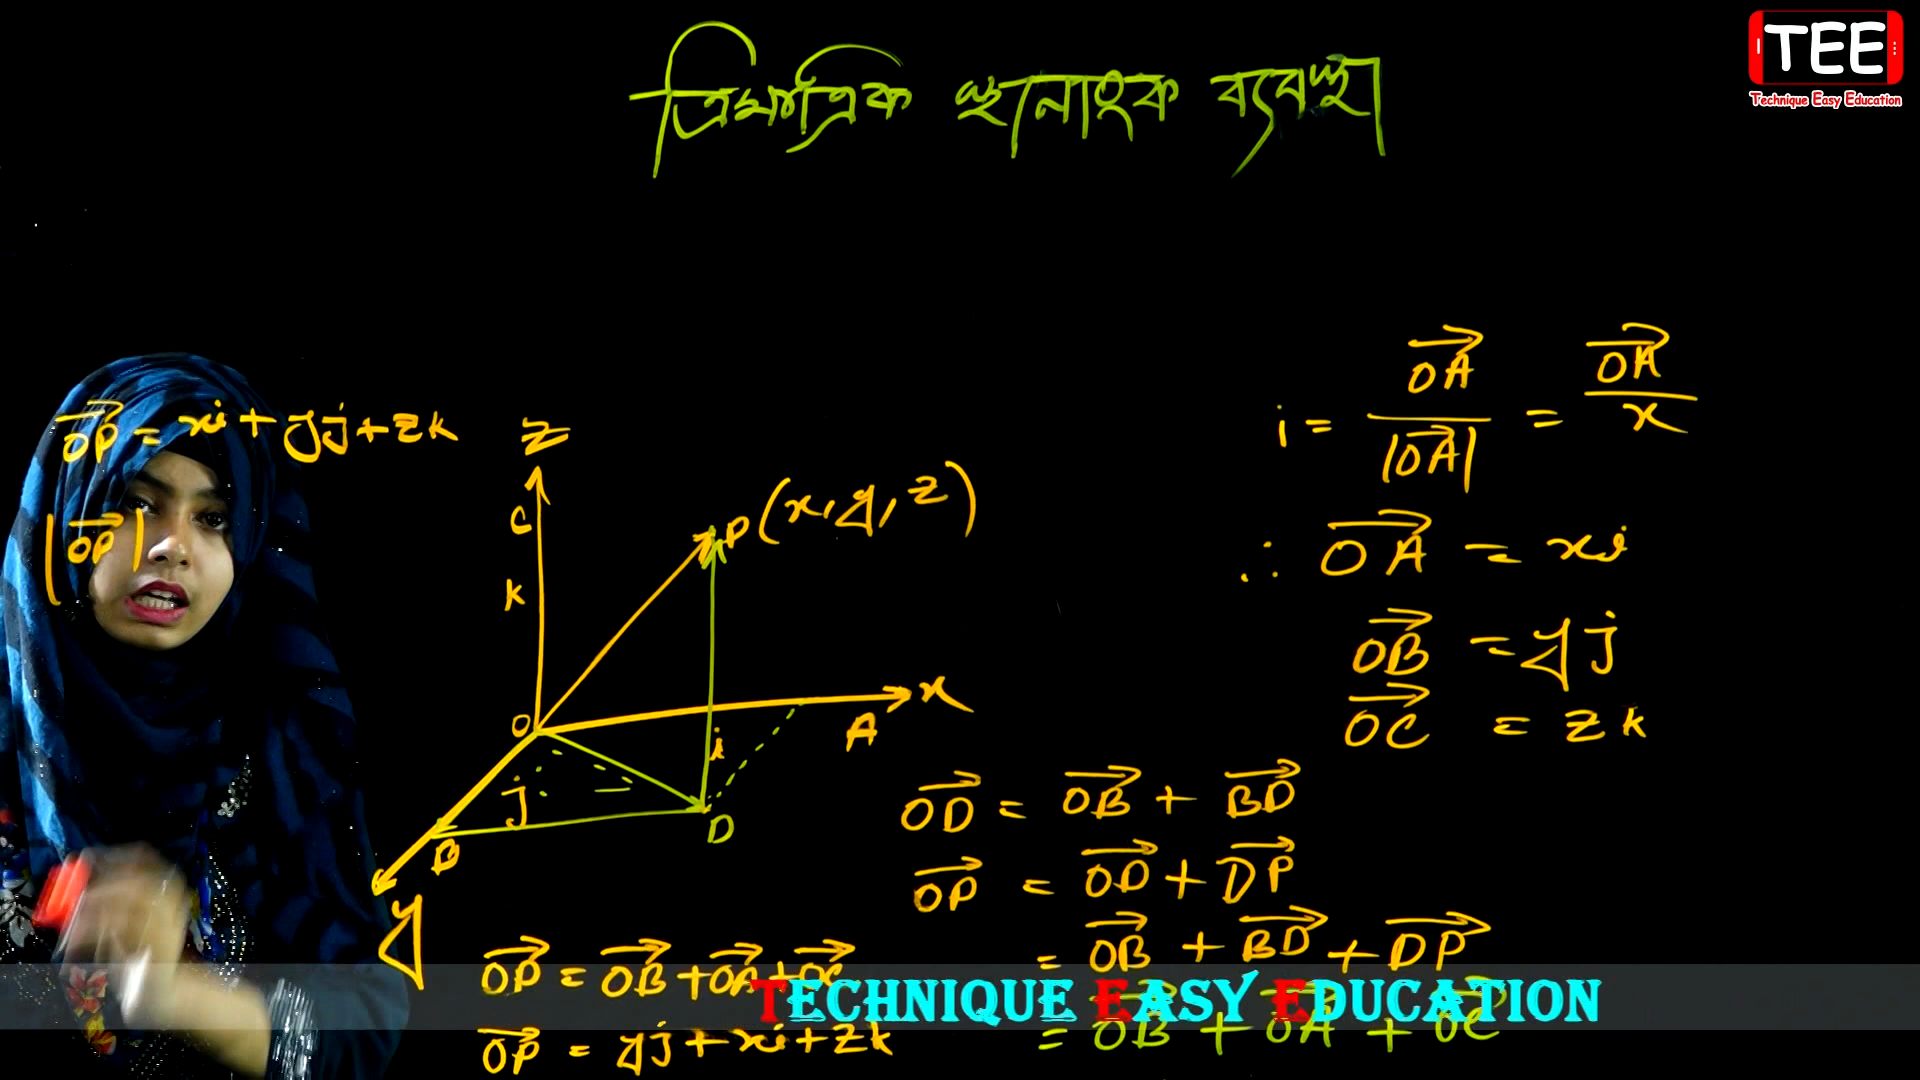 TEE
Technique Easy Education
ত্রিমাত্রিক স্থানাংক ব্যবস্থা
OP = xi + yj + zk
|OP|
Z
C
k
P (x, y, z)
O
x
A
i
j
D
B
y
i = OA / |OA| = OA / x
∴ OA = xi
OB = yj
OC = zk
OD = OB + BD
OP = OD + DP
= OB + BD + DP
= OB + OA + OC
OP = OB + OA + OC
OP = yj + xi + zk
TECHNIQUE EASY EDUCATION